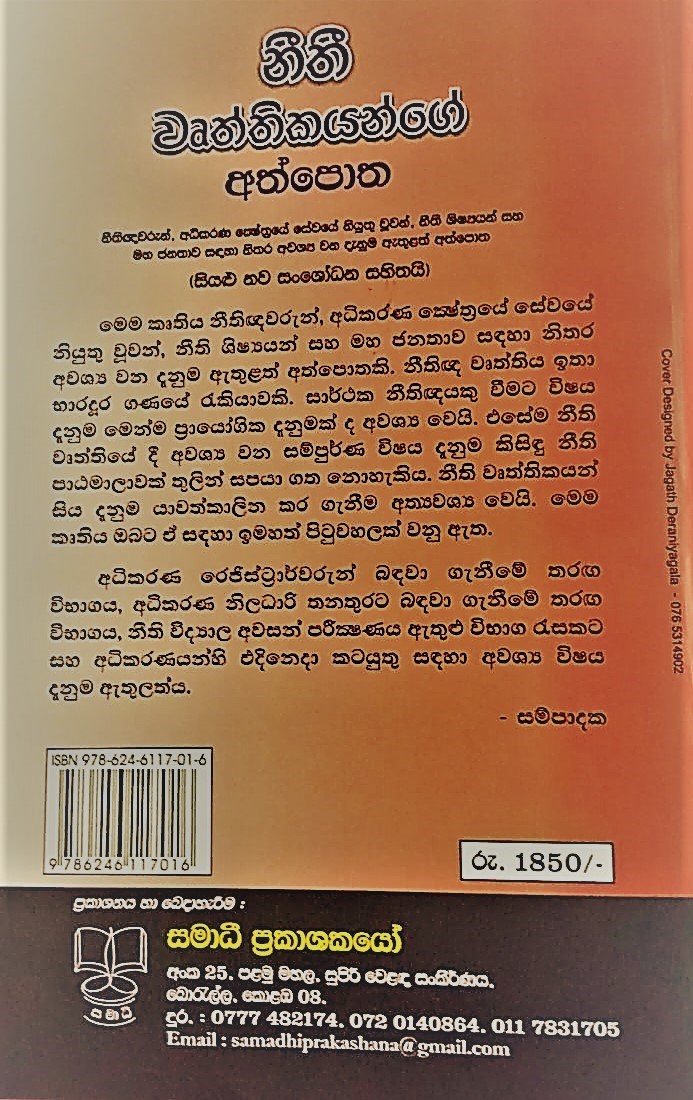 නීතී
වෘත්තිකයන්ගේ
අත්පොත
නීතිඥවරුන්, අධිකරණ ක්‍ෂේත්‍රයේ සේවයේ නියුතු වූවන්, නීති ශිෂ්‍යයන් සහ
මහ ජනතාව සඳහා නිතර අවශ්‍ය වන දැනුම ඇතුළත් අත්පොත
(සියළු නව සංශෝධන සහිතයි)
මෙම කෘතිය නීතිඥවරුන්, අධිකරණ ක්‍ෂේත්‍රයේ සේවයේ
නියුතු වූවන්, නීති ශිෂ්‍යයන් සහ මහ ජනතාව සඳහා නිතර
අවශ්‍ය වන දැනුම ඇතුළත් අත්පොතකි. නීතිඥ වෘත්තිය ඉතා
භාරදූර ගණයේ රැකියාවකි. සාර්ථක නීතිඥයකු වීමට විෂය
දැනුම මෙන්ම ප්‍රායෝගික දැනුමක් ද අවශ්‍ය වෙයි. එසේම නීති
වෘත්තියේ දී අවශ්‍ය වන සම්පුර්ණ විෂය දැනුම කිසිඳු නීති
පාඨමාලාවක් තුලින් සපයා ගත නොහැකිය. නීති වෘත්තිකයන්
සිය දැනුම යාවත්කාලින කර ගැනීම අත්‍යවශ්‍ය වෙයි. මෙම
කෘතිය ඔබට ඒ සඳහා ඉමහත් පිටුවහලක් වනු ඇත.
අධිකරණ රෙජිස්ට්‍රාර්වරුන් බඳවා ගැනීමේ තරඟ
විභාගය, අධිකරණ නිලධාරි තනතුරට බඳවා ගැනීමේ තරඟ
විභාගය, නීති විද්‍යාල අවසන් පරීක්‍ෂණය ඇතුළු විභාග රැසකට
සහ අධිකරණයන්හි එදිනෙදා කටයුතු සඳහා අවශ්‍ය විෂය
දැනුම ඇතුලත්ය.
- සම්පාදක
Cover Designed by Jagath Deraniyagala - 076 5314902
ISBN 978-624-6117-01-6
9 786246 117016
රු. 1850/-
ප්‍රකාශනය හා බෙදාහැරීම :
සමාධි
සමාධී ප්‍රකාශකයෝ
අංක 25, පළමු මහල, සුපිරි වෙළඳ සංකීර්ණය,
බොරැල්ල, කොළඹ 08.
දුර. : 0777 482174, 072 0140864, 011 7831705
Email : samadhiprakashana@gmail.com